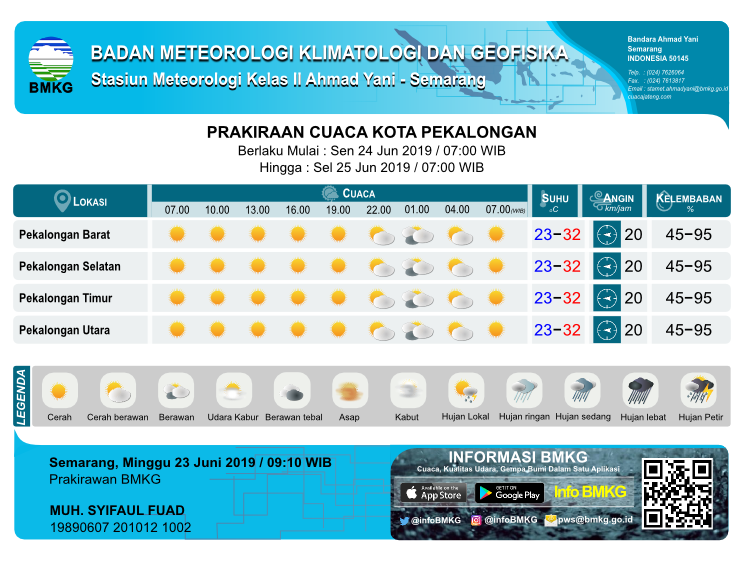 BMKG
BADAN METEOROLOGI KLIMATOLOGI DAN GEOFISIKA
Stasiun Meteorologi Kelas II Ahmad Yani - Semarang
Bandara Ahmad Yani
Semarang
INDONESIA 50145
Telp. : (024) 7626064
Fax. : (024) 7613817
Email : stamet.ahmadyani@bmkg.go.id
cuacajateng.com
PRAKIRAAN CUACA KOTA PEKALONGAN
Berlaku Mulai : Sen 24 Jun 2019 / 07:00 WIB
Hingga : Sel 25 Jun 2019 / 07:00 WIB
LOKASI
CUACA
07.00 10.00 13.00 16.00 19.00 22.00 01.00 04.00 07.00 (WIB)
SUHU
°C
ANGIN
km/jam
KELEMBABAN
%
Pekalongan Barat 23-32 20 45-95
Pekalongan Selatan 23-32 20 45-95
Pekalongan Timur 23-32 20 45-95
Pekalongan Utara 23-32 20 45-95
LEGENDA
Cerah Cerah berawan Berawan Udara Kabur Berawan tebal Asap Kabut Hujan Lokal Hujan ringan Hujan sedang Hujan lebat Hujan Petir
Semarang, Minggu 23 Juni 2019 / 09:10 WIB
Prakirawan BMKG
MUH. SYIFAUL FUAD
19890607 201012 1002
INFORMASI BMKG
Cuaca, Kualitas Udara, Gempa Bumi Dalam Satu Aplikasi
Available on the
App Store
GET IT ON
Google Play
Info BMKG
@infoBMKG @infoBMKG pws@bmkg.go.id